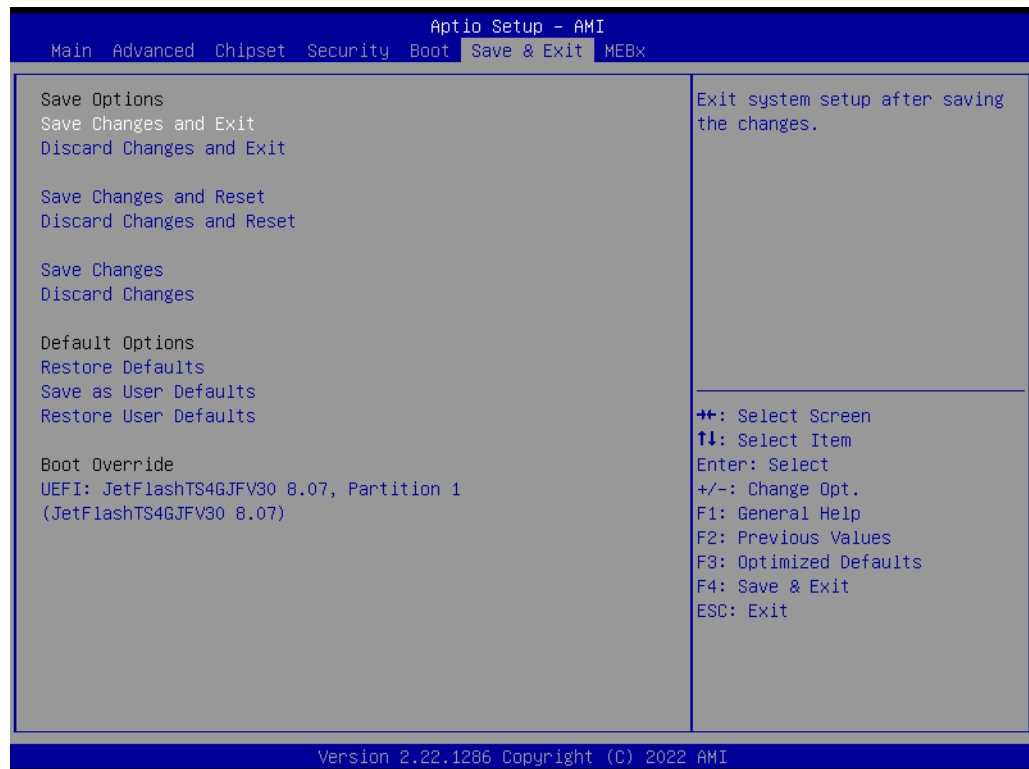 Aptio Setup – AMI
Main Advanced Chipset Security Boot Save & Exit MEBx
Save Options
Save Changes and Exit
Discard Changes and Exit
Save Changes and Reset
Discard Changes and Reset
Save Changes
Discard Changes
Default Options
Restore Defaults
Save as User Defaults
Restore User Defaults
Boot Override
UEFI: JetFlashTS4GJFV30 8.07, Partition 1
(JetFlashTS4GJFV30 8.07)
Exit system setup after saving
the changes.
→←: Select Screen
↑↓: Select Item
Enter: Select
+/-: Change Opt.
F1: General Help
F2: Previous Values
F3: Optimized Defaults
F4: Save & Exit
ESC: Exit
Version 2.22.1286 Copyright (C) 2022 AMI